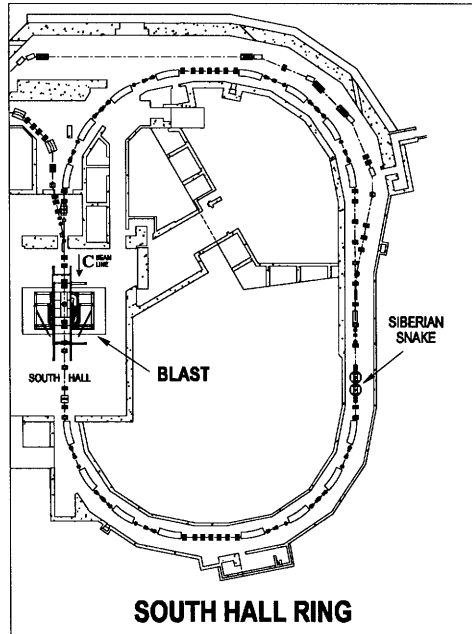 C BEAM
LINE
SIBERIAN
SNAKE
BLAST
SOUTH HALL
SOUTH HALL RING